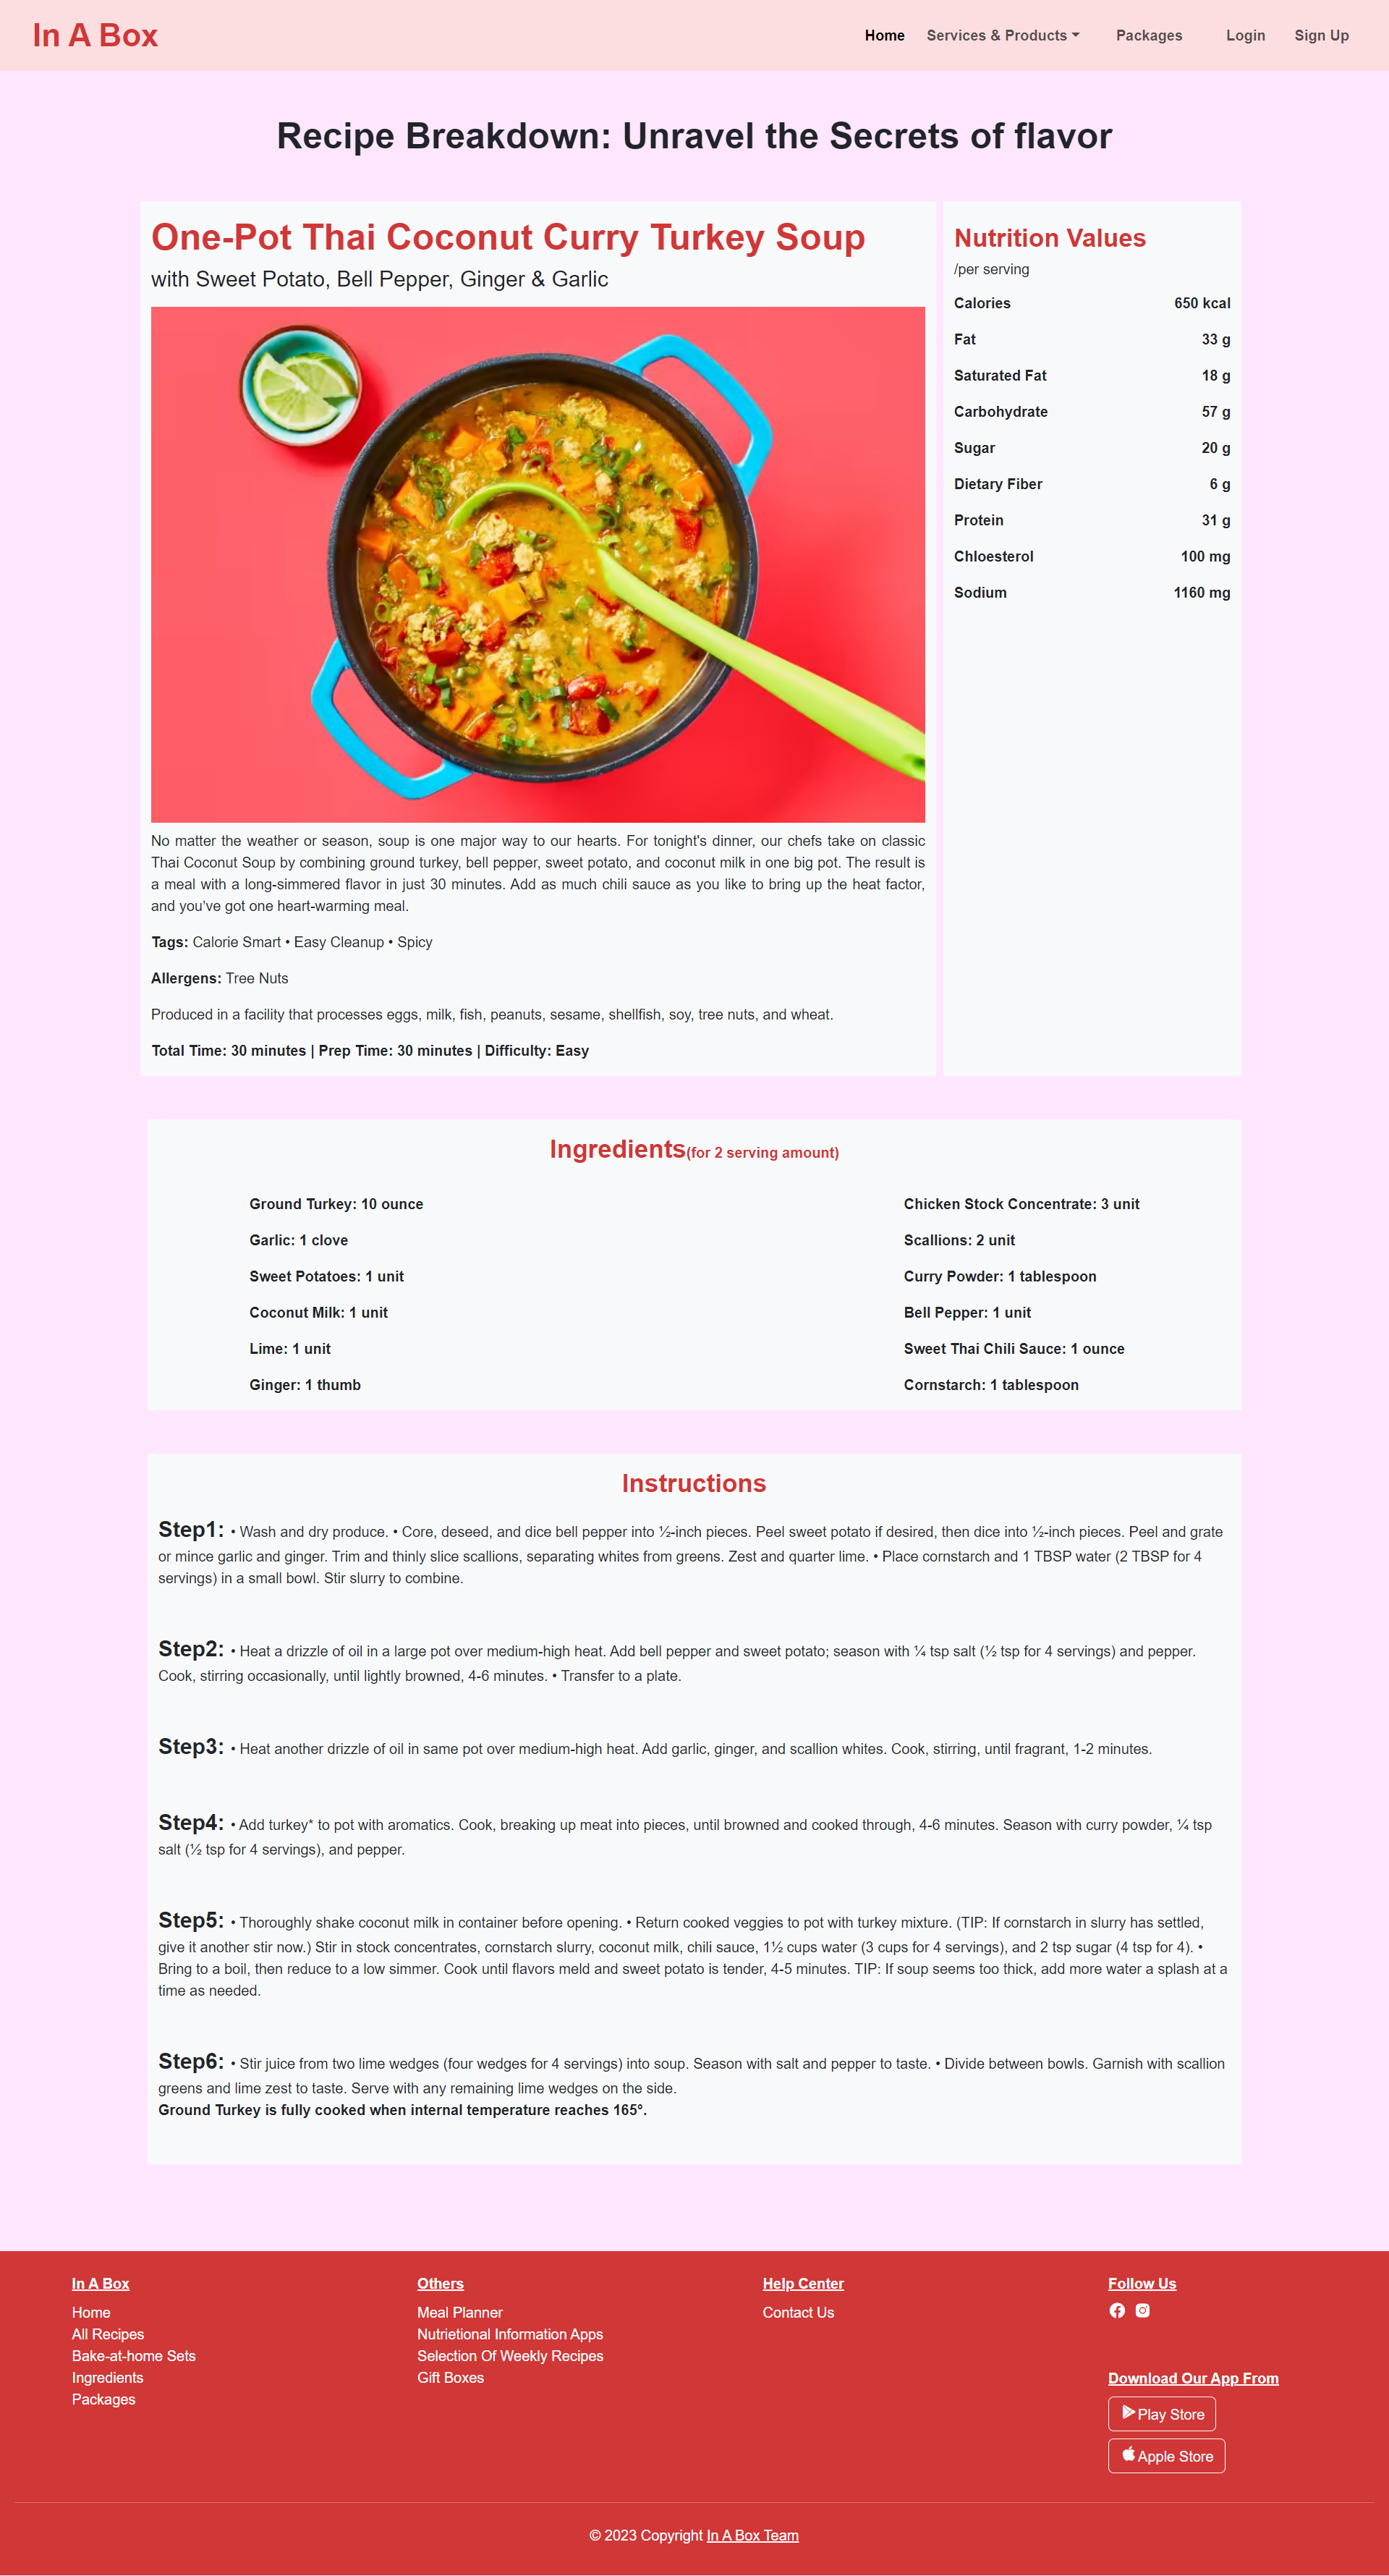 In A Box
Home Services & Products Packages Login Sign Up
Recipe Breakdown: Unravel the Secrets of flavor
One-Pot Thai Coconut Curry Turkey Soup
with Sweet Potato, Bell Pepper, Ginger & Garlic
No matter the weather or season, soup is one major way to our hearts. For tonight's dinner, our chefs take on classic
Thai Coconut Soup by combining ground turkey, bell pepper, sweet potato, and coconut milk in one big pot. The result is
a meal with a long-simmered flavor in just 30 minutes. Add as much chili sauce as you like to bring up the heat factor,
and you've got one heart-warming meal.
Tags: Calorie Smart • Easy Cleanup • Spicy
Allergens: Tree Nuts
Produced in a facility that processes eggs, milk, fish, peanuts, sesame, shellfish, soy, tree nuts, and wheat.
Total Time: 30 minutes | Prep Time: 30 minutes | Difficulty: Easy
Nutrition Values
/per serving
Calories 650 kcal
Fat 33 g
Saturated Fat 18 g
Carbohydrate 57 g
Sugar 20 g
Dietary Fiber 6 g
Protein 31 g
Chloesterol 100 mg
Sodium 1160 mg
Ingredients(for 2 serving amount)
Ground Turkey: 10 ounce
Garlic: 1 clove
Sweet Potatoes: 1 unit
Coconut Milk: 1 unit
Lime: 1 unit
Ginger: 1 thumb
Chicken Stock Concentrate: 3 unit
Scallions: 2 unit
Curry Powder: 1 tablespoon
Bell Pepper: 1 unit
Sweet Thai Chili Sauce: 1 ounce
Cornstarch: 1 tablespoon
Instructions
Step1: • Wash and dry produce. • Core, deseed, and dice bell pepper into ½-inch pieces. Peel sweet potato if desired, then dice into ½-inch pieces. Peel and grate
or mince garlic and ginger. Trim and thinly slice scallions, separating whites from greens. Zest and quarter lime. • Place cornstarch and 1 TBSP water (2 TBSP for 4
servings) in a small bowl. Stir slurry to combine.
Step2: • Heat a drizzle of oil in a large pot over medium-high heat. Add bell pepper and sweet potato; season with ¼ tsp salt (½ tsp for 4 servings) and pepper.
Cook, stirring occasionally, until lightly browned, 4-6 minutes. • Transfer to a plate.
Step3: • Heat another drizzle of oil in same pot over medium-high heat. Add garlic, ginger, and scallion whites. Cook, stirring, until fragrant, 1-2 minutes.
Step4: • Add turkey* to pot with aromatics. Cook, breaking up meat into pieces, until browned and cooked through, 4-6 minutes. Season with curry powder, ¼ tsp
salt (½ tsp for 4 servings), and pepper.
Step5: • Thoroughly shake coconut milk in container before opening. • Return cooked veggies to pot with turkey mixture. (TIP: If cornstarch in slurry has settled,
give it another stir now.) Stir in stock concentrates, cornstarch slurry, coconut milk, chili sauce, 1½ cups water (3 cups for 4 servings), and 2 tsp sugar (4 tsp for 4). •
Bring to a boil, then reduce to a low simmer. Cook until flavors meld and sweet potato is tender, 4-5 minutes. TIP: If soup seems too thick, add more water a splash at a
time as needed.
Step6: • Stir juice from two lime wedges (four wedges for 4 servings) into soup. Season with salt and pepper to taste. • Divide between bowls. Garnish with scallion
greens and lime zest to taste. Serve with any remaining lime wedges on the side.
Ground Turkey is fully cooked when internal temperature reaches 165°.
In A Box
Home
All Recipes
Bake-at-home Sets
Ingredients
Packages
Others
Meal Planner
Nutrietional Information Apps
Selection Of Weekly Recipes
Gift Boxes
Help Center
Contact Us
Follow Us
Download Our App From
Play Store
Apple Store
© 2023 Copyright In A Box Team